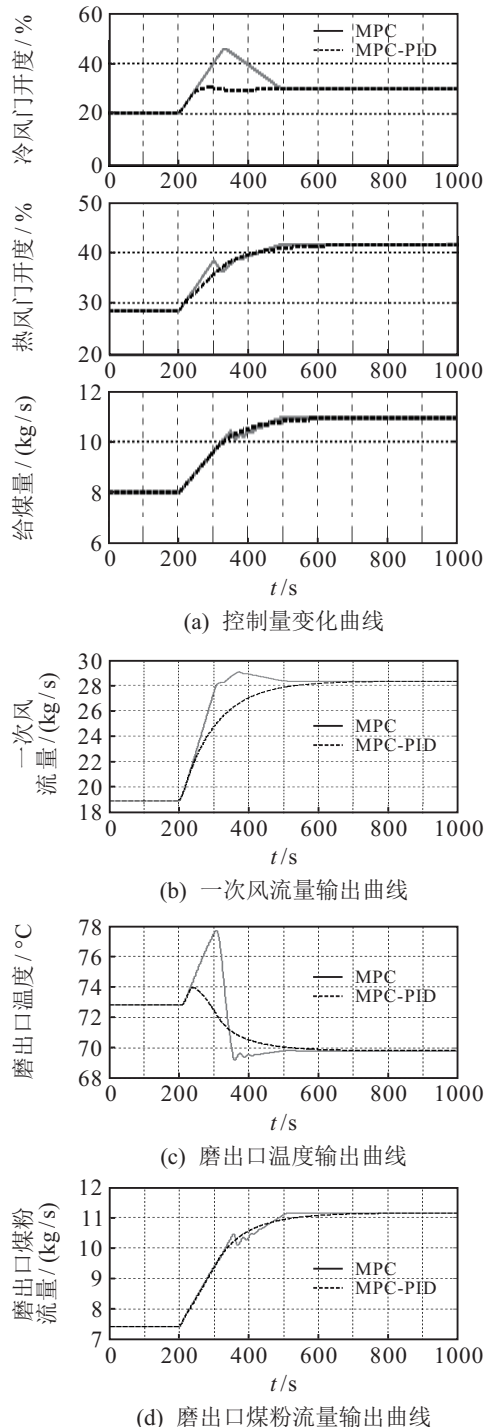 冷风门开度/%
60
40
20
0
MPC
MPC-PID
0 200 400 600 800 1000
热风门开度/%
50
40
30
20
0 200 400 600 800 1000
给煤量/(kg/s)
12
10
8
6
0 200 400 600 800 1000
t/s
(a) 控制量变化曲线
一次风
流量/(kg/s)
30
28
26
24
22
20
18
MPC
MPC-PID
0 200 400 600 800 1000
t/s
(b) 一次风流量输出曲线
磨出口温度/°C
78
76
74
72
70
68
MPC
MPC-PID
0 200 400 600 800 1000
t/s
(c) 磨出口温度输出曲线
磨出口煤粉
流量/(kg/s)
12
11
10
9
8
7
MPC
MPC-PID
0 200 400 600 800 1000
t/s
(d) 磨出口煤粉流量输出曲线